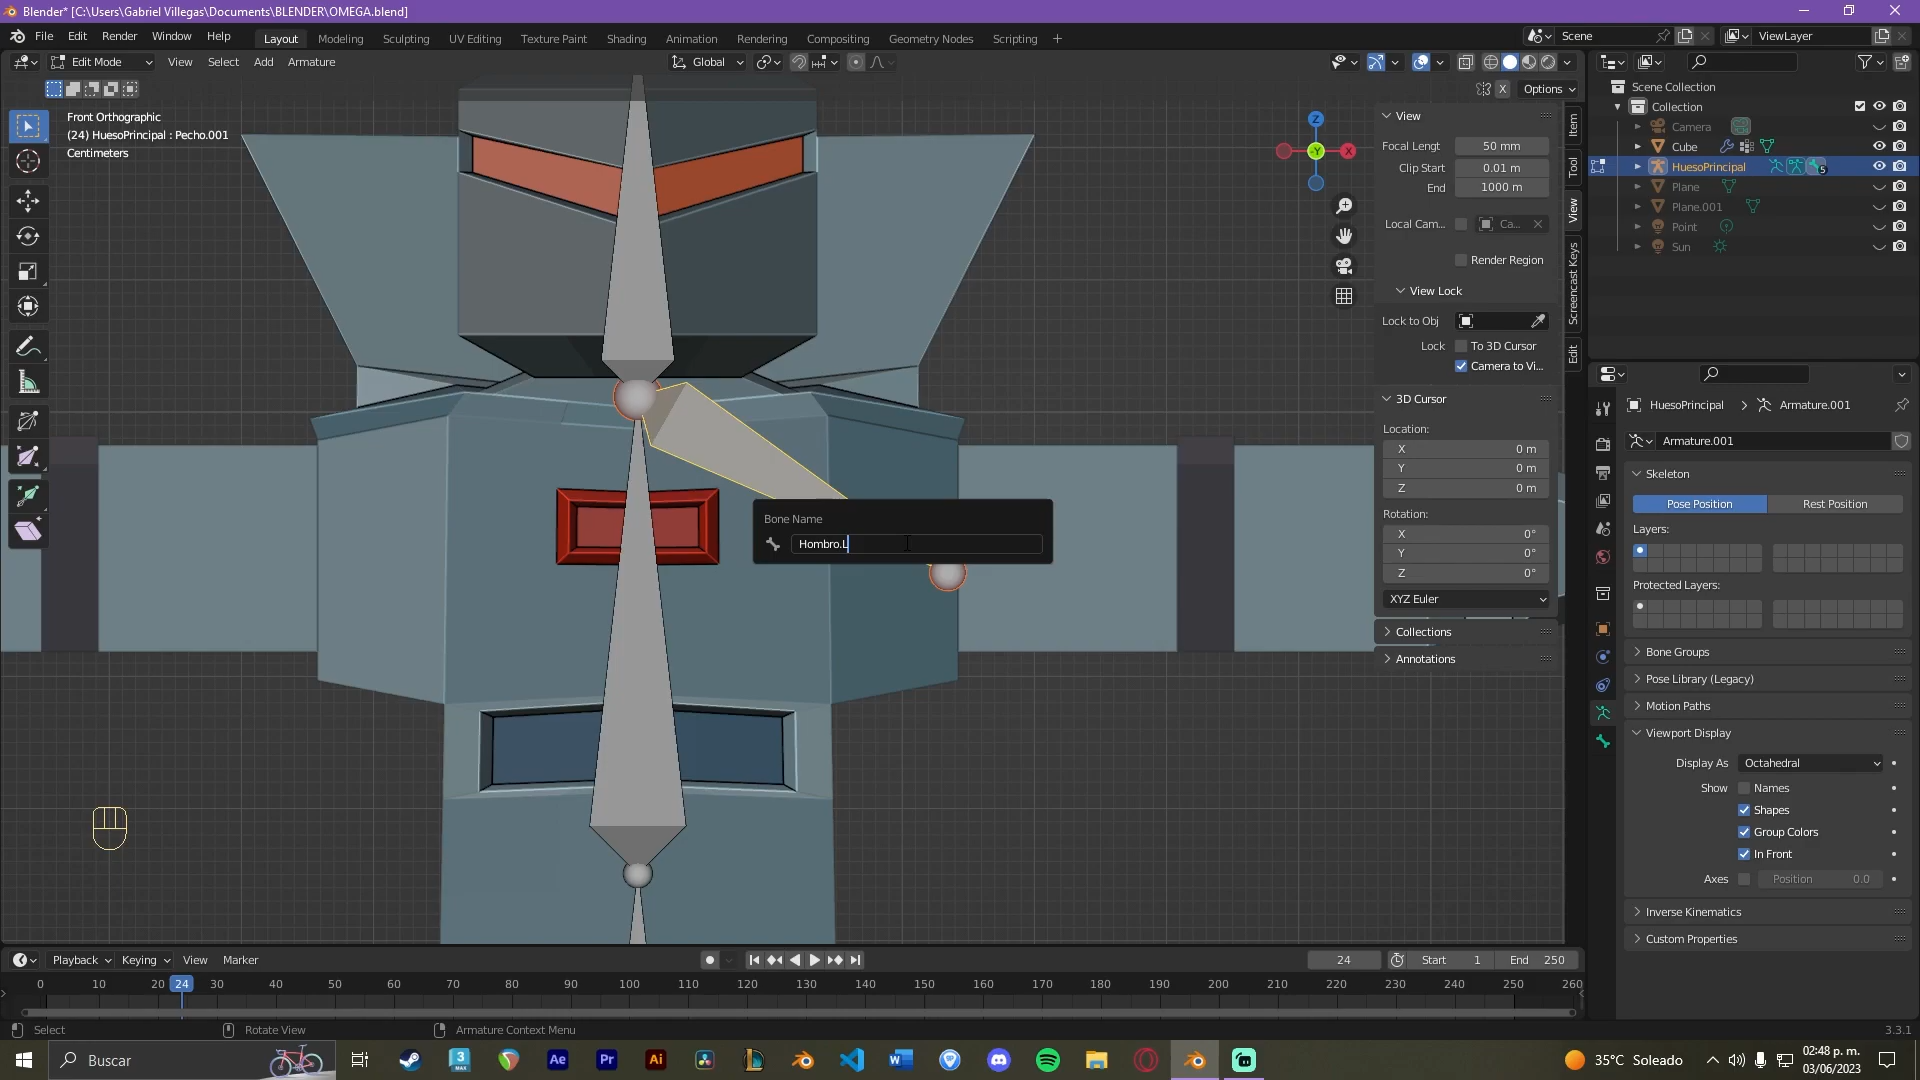 Blender* [C:\Users\Gabriel Villegas\Documents\BLENDER\OMEGA.blend]
File Edit Render Window Help Layout Modeling Sculpting UV Editing Texture Paint Shading Animation Rendering Compositing Geometry Nodes Scripting + Scene ViewLayer
Edit Mode View Select Add Armature Global
X Options
Front Orthographic
(24) HuesoPrincipal : Pecho.001
Centimeters
Z
X
-Y
View
Focal Lengt 50 mm
Clip Start 0.01 m
End 1000 m
Local Cam... Ca...
Render Region
View Lock
Lock to Obj
Lock To 3D Cursor
Camera to Vi...
3D Cursor
Location:
X 0 m
Y 0 m
Z 0 m
Rotation:
X 0°
Y 0°
Z 0°
XYZ Euler
Collections
Annotations
Item
Tool
View
Screencast Keys
Edit
Bone Name
Hombro.L
Scene Collection
Collection
Camera
Cube
HuesoPrincipal 5
Plane
Plane.001
Point
Sun
HuesoPrincipal Armature.001
Armature.001
Skeleton
Pose Position Rest Position
Layers:
Protected Layers:
Bone Groups
Pose Library (Legacy)
Motion Paths
Viewport Display
Display As Octahedral
Show Names
Shapes
Group Colors
In Front
Axes Position 0.0
Inverse Kinematics
Custom Properties
Playback Keying View Marker 24 Start 1 End 250
0 10 20 24 30 40 50 60 70 80 90 100 110 120 130 140 150 160 170 180 190 200 210 220 230 240 250 260
Select Rotate View Armature Context Menu 3.3.1
Buscar 3 MAX Ae Pr Ai 35°C Soleado 02:48 p. m.
03/06/2023